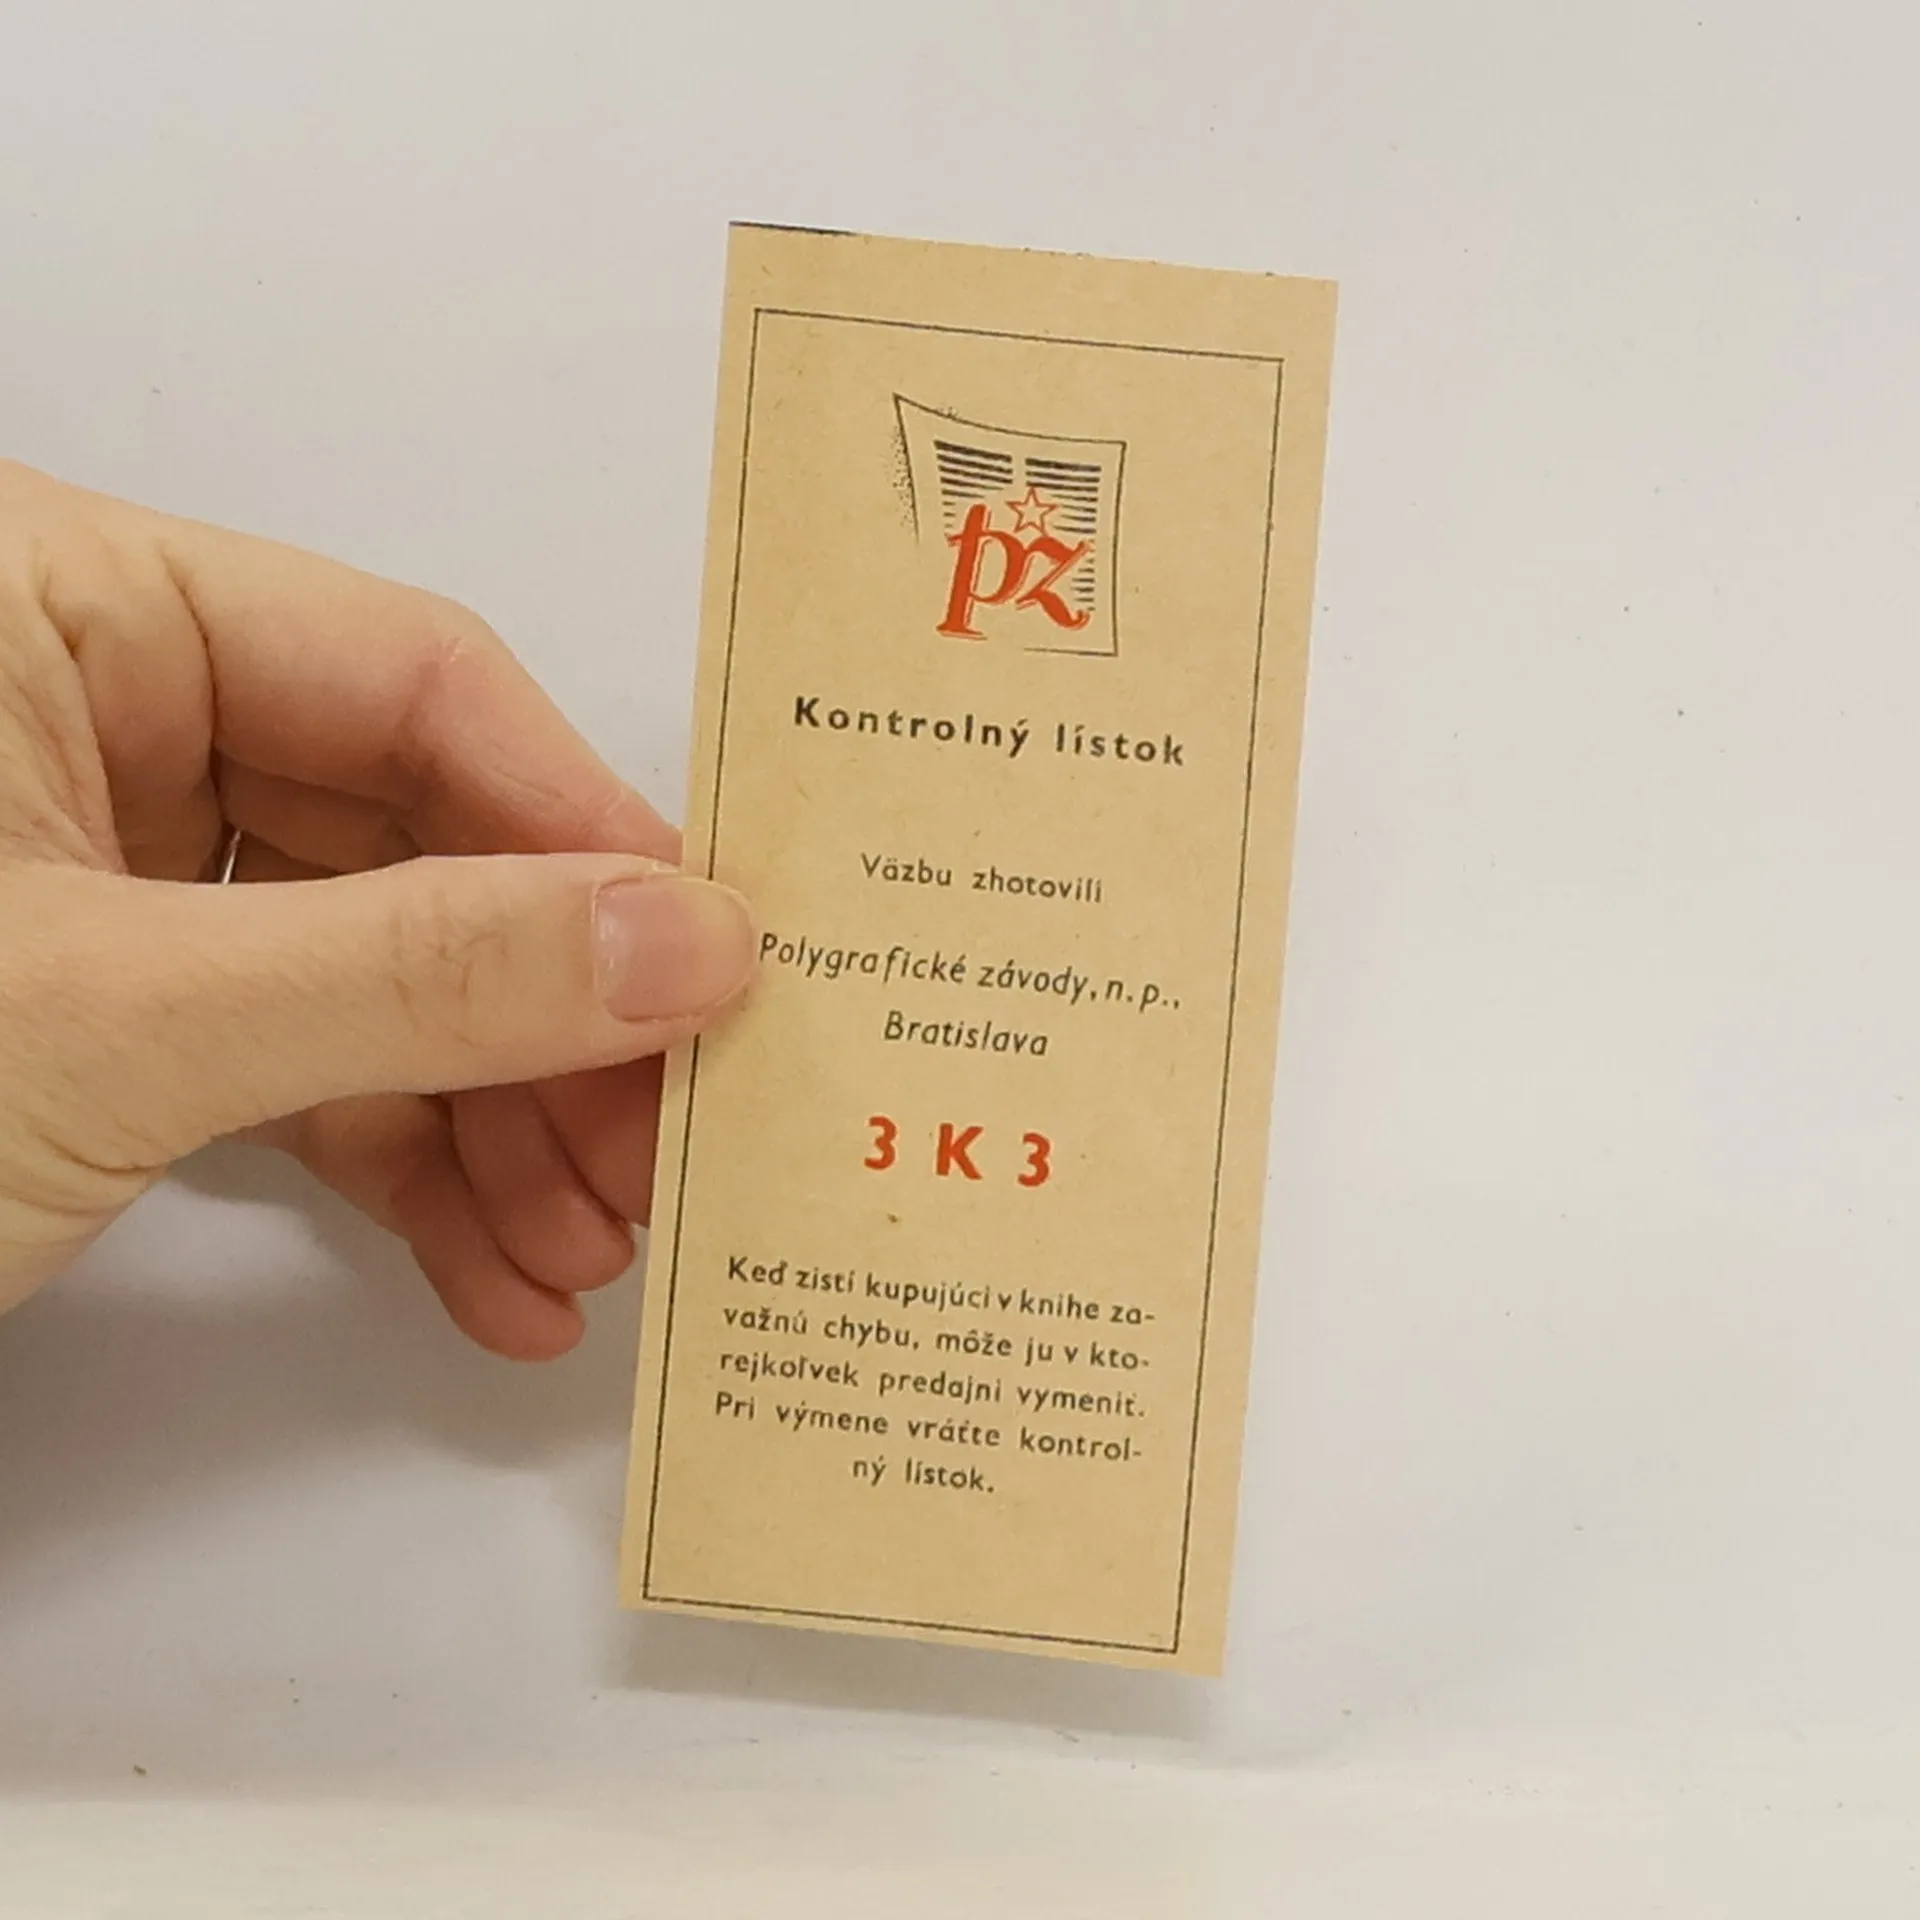 pz
Kontrolný lístok
Väzbu zhotovili
Polygrafické závody, n. p.,
Bratislava
3 K 3
Keď zistí kupujúci v knihe zá-
važnú chybu, môže ju v kto-
rejkoľvek predajni vymeniť.
Pri výmene vráťte kontrol-
ný lístok.